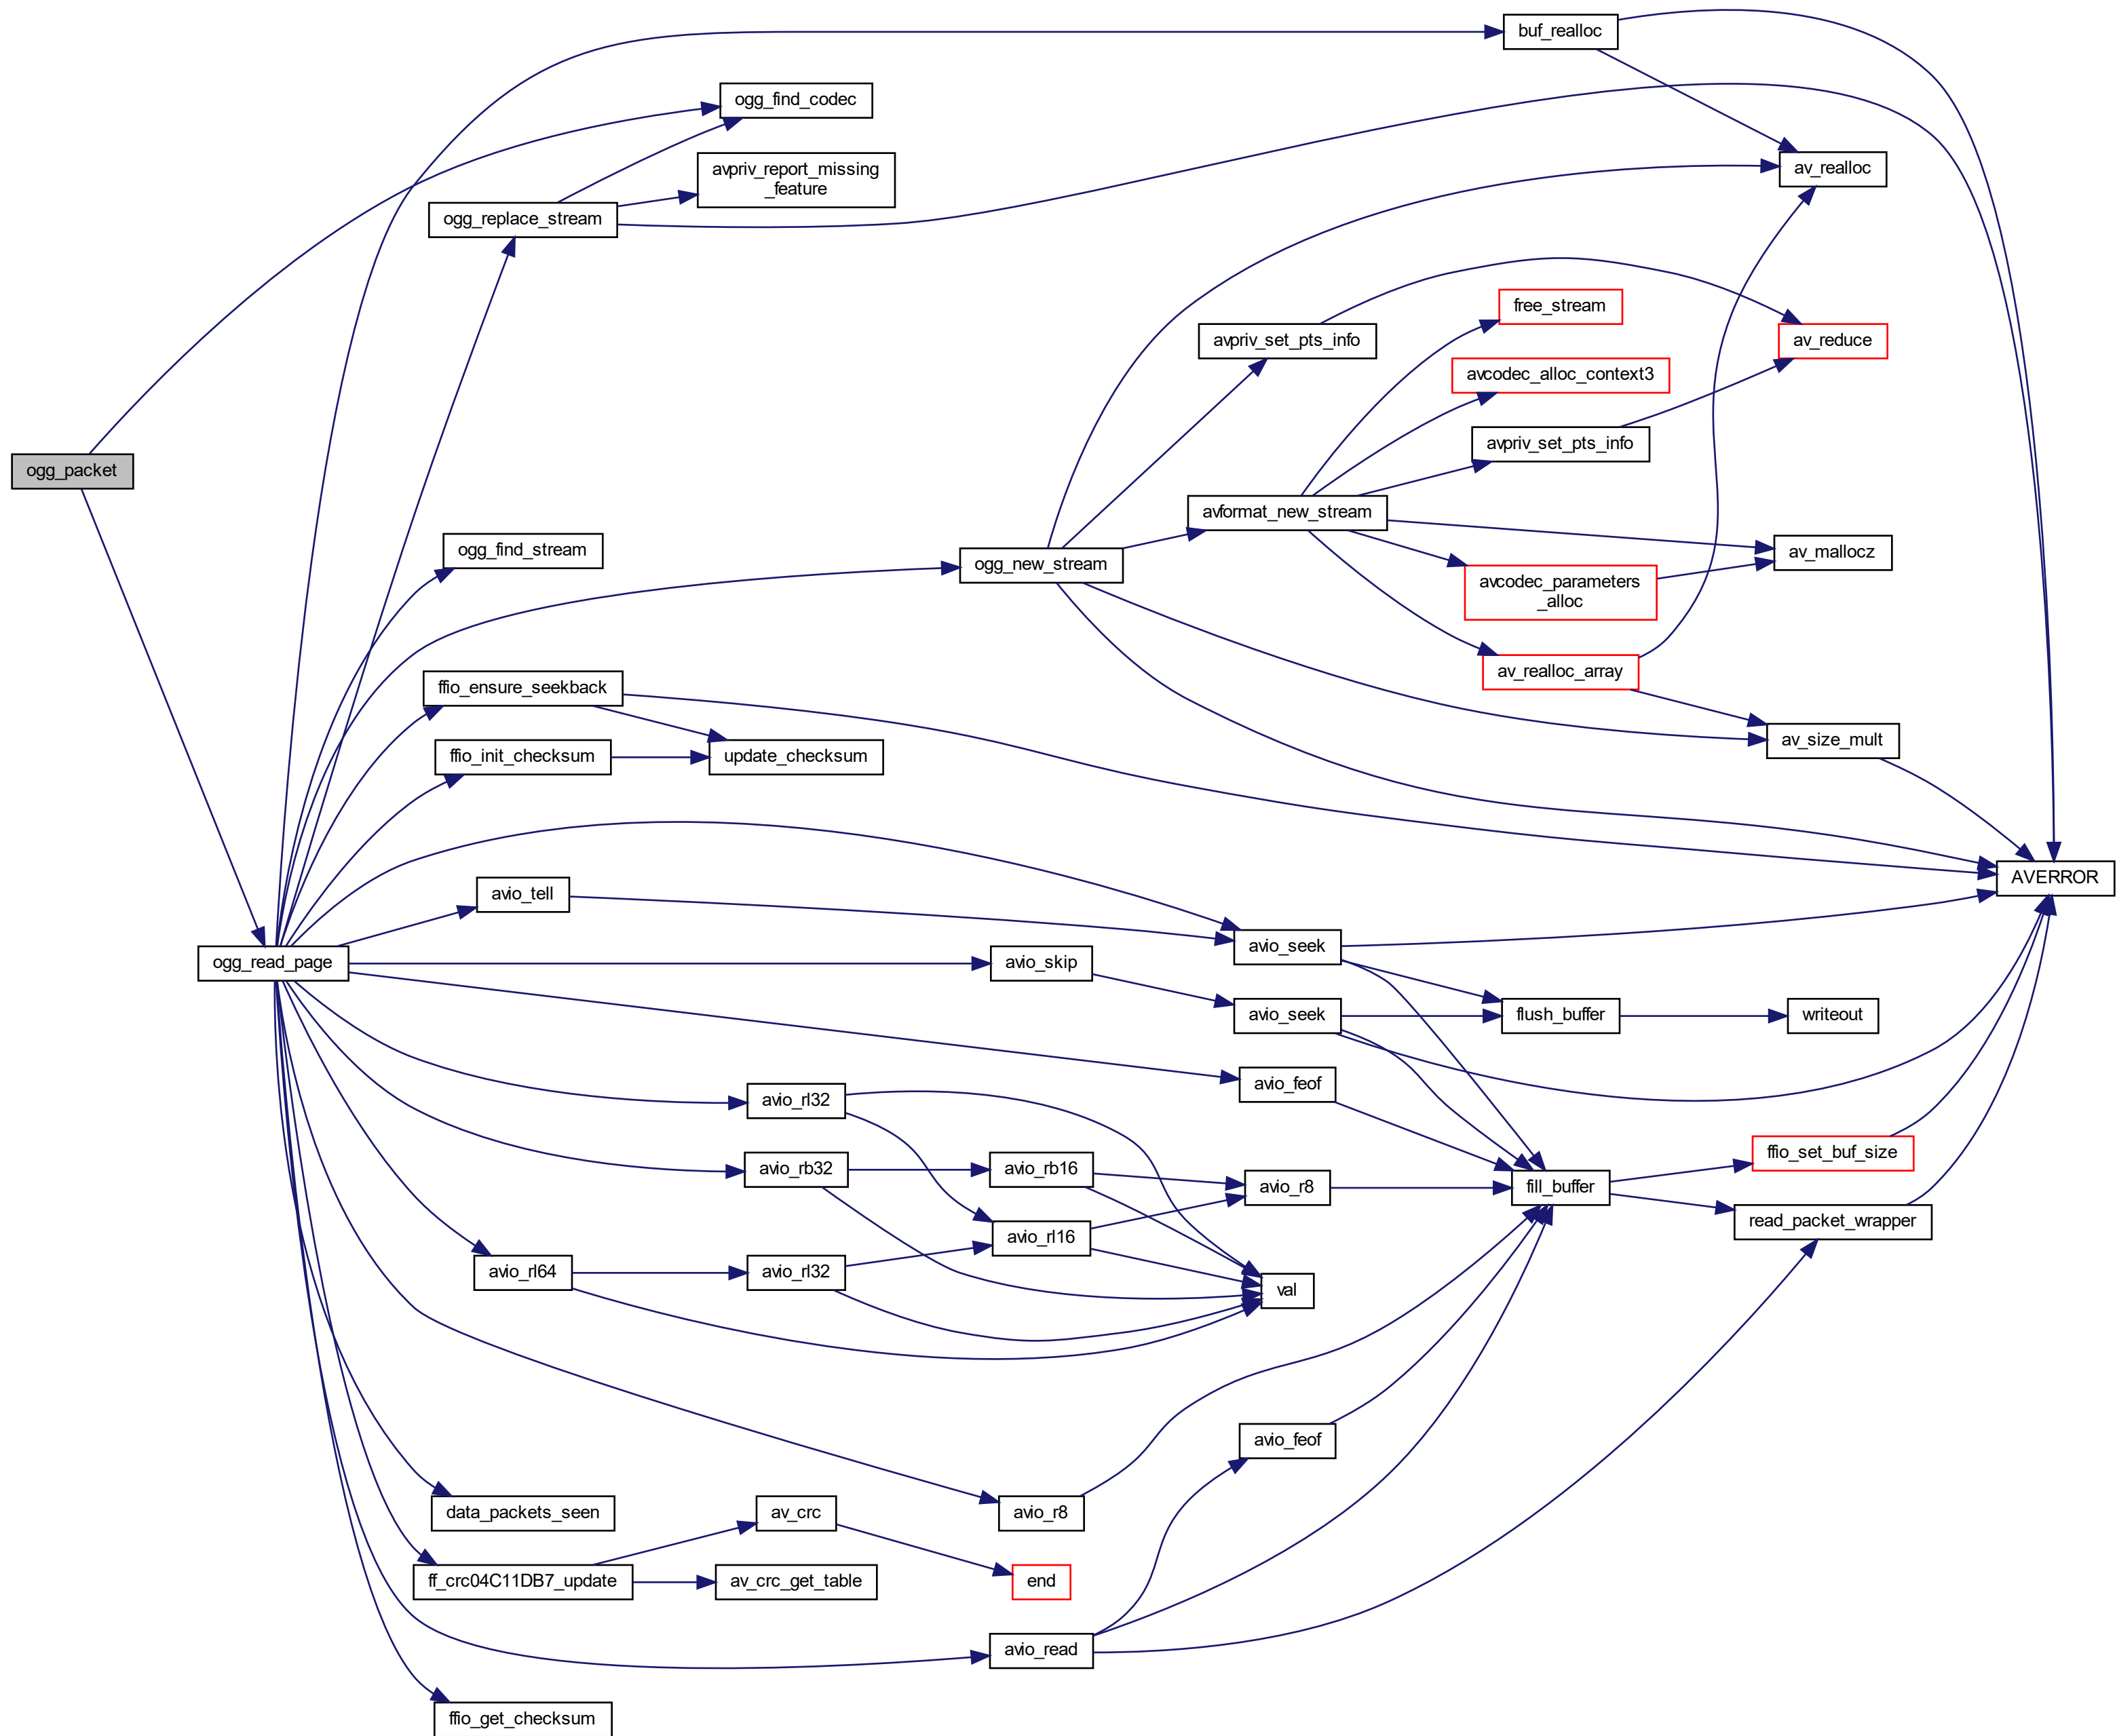 buf_realloc
ogg_find_codec
avpriv_report_missing
_feature
av_realloc
ogg_replace_stream
free_stream
avpriv_set_pts_info
av_reduce
avcodec_alloc_context3
avpriv_set_pts_info
ogg_packet
avformat_new_stream
ogg_find_stream
av_mallocz
ogg_new_stream
avcodec_parameters
_alloc
av_realloc_array
ffio_ensure_seekback
av_size_mult
ffio_init_checksum
update_checksum
AVERROR
avio_tell
avio_seek
ogg_read_page
avio_skip
avio_seek
flush_buffer
writeout
avio_feof
avio_rl32
ffio_set_buf_size
avio_rb32
avio_rb16
avio_r8
fill_buffer
read_packet_wrapper
avio_rl16
avio_rl64
avio_rl32
val
avio_feof
data_packets_seen
av_crc
avio_r8
ff_crc04C11DB7_update
av_crc_get_table
end
avio_read
ffio_get_checksum